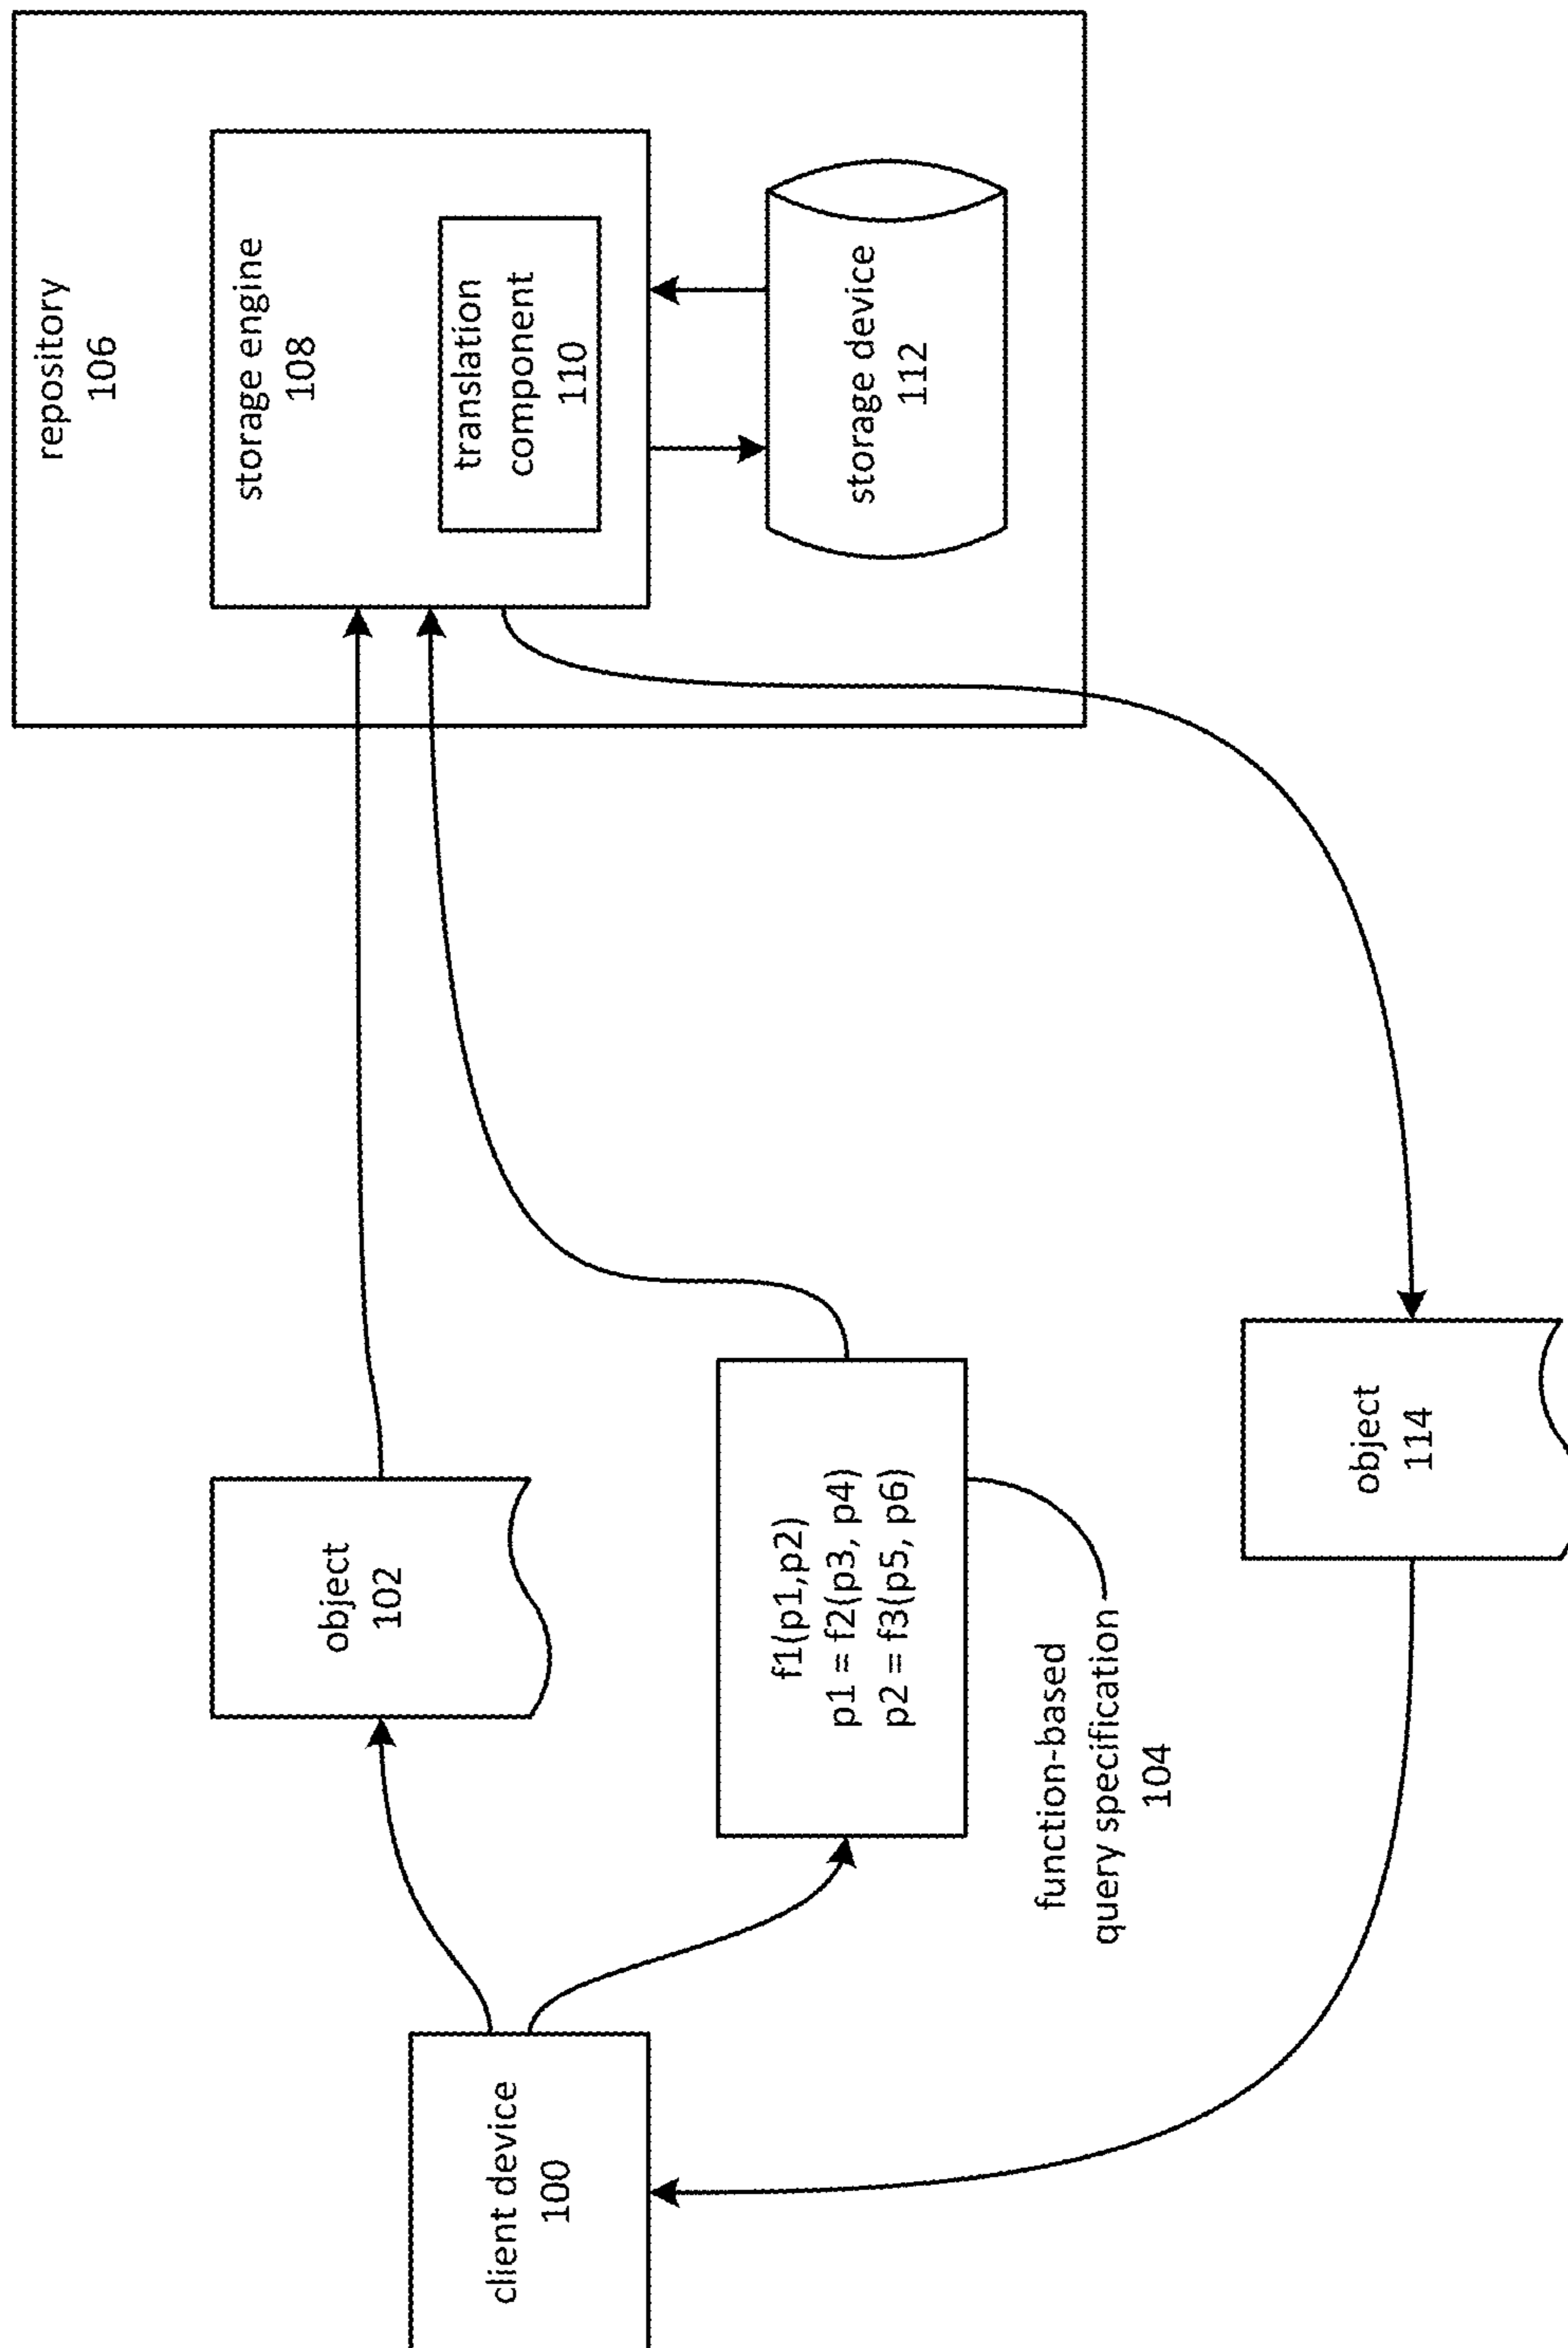 client device
100
object
102
f1(p1,p2)
p1 = f2(p3, p4)
p2 = f3(p5, p6)
function-based
query specification
104
object
114
repository
106
storage engine
108
translation
component
110
storage device
112